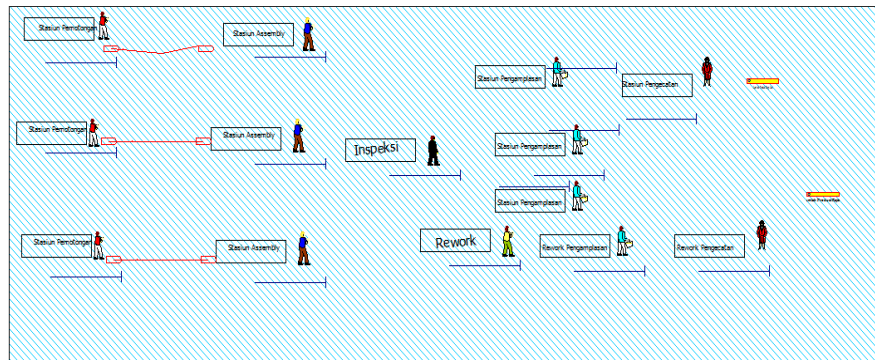 Stasiun Pemotongan
Stasiun Assembly
Stasiun Pengamplasan
Stasiun Pengecatan
Stasiun Pemotongan
Stasiun Assembly
Inspeksi
Stasiun Pengamplasan
Stasiun Pengamplasan
Stasiun Pemotongan
Stasiun Assembly
Rework
Rework Pengamplasan
Rework Pengecatan